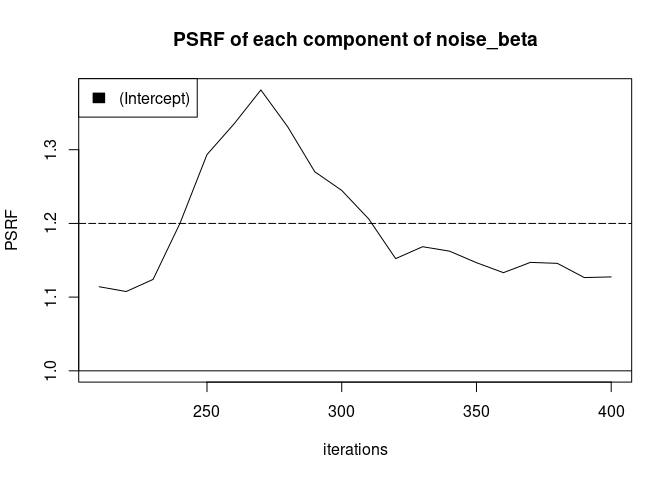 PSRF of each component of noise_beta
(Intercept)
PSRF
1.3
1.2
1.1
1.0
250 300 350 400
iterations